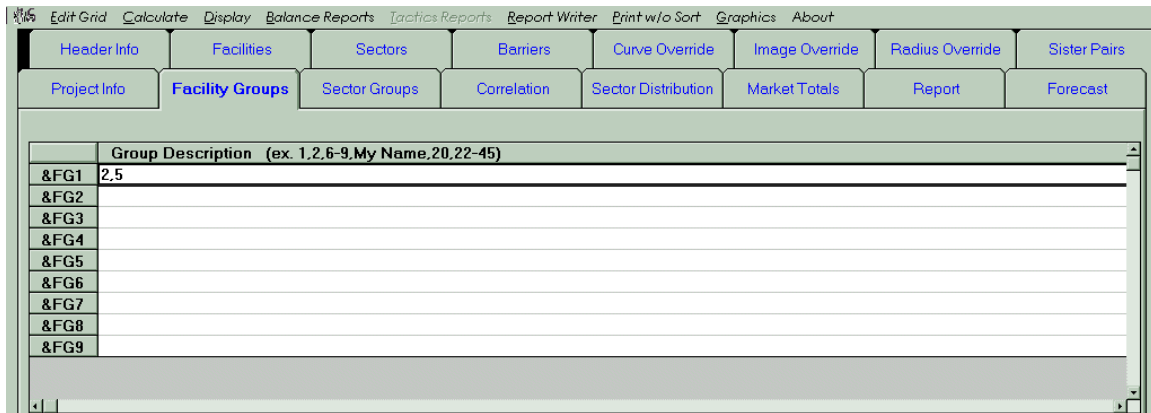 Edit Grid Calculate Display Balance Reports Tactics Reports Report Writer Print w/o Sort Graphics About
Header Info Facilities Sectors Barriers Curve Override Image Override Radius Override Sister Pairs
Project Info Facility Groups Sector Groups Correlation Sector Distribution Market Totals Report Forecast
Group Description (ex. 1,2,6-9,My Name,20,22-45)
&FG1 2,5
&FG2
&FG3
&FG4
&FG5
&FG6
&FG7
&FG8
&FG9